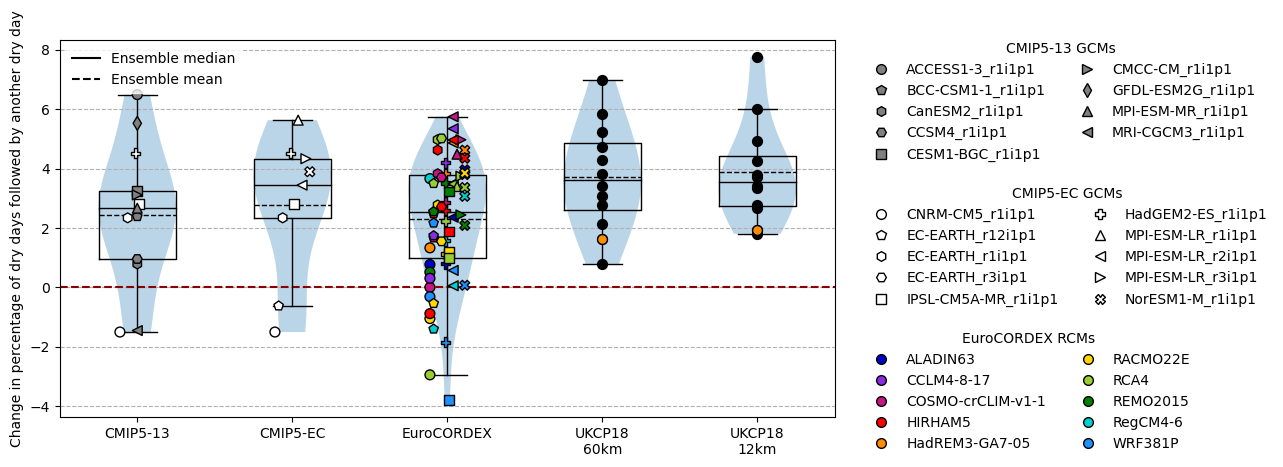 Change in percentage of dry days followed by another dry day
8
6
4
2
0
−2
−4
Ensemble median
Ensemble mean
CMIP5-13
CMIP5-EC
EuroCORDEX
UKCP18
60km
UKCP18
12km
CMIP5-13 GCMs
ACCESS1-3_r1i1p1
BCC-CSM1-1_r1i1p1
CanESM2_r1i1p1
CCSM4_r1i1p1
CESM1-BGC_r1i1p1
CMCC-CM_r1i1p1
GFDL-ESM2G_r1i1p1
MPI-ESM-MR_r1i1p1
MRI-CGCM3_r1i1p1
CMIP5-EC GCMs
CNRM-CM5_r1i1p1
EC-EARTH_r12i1p1
EC-EARTH_r1i1p1
EC-EARTH_r3i1p1
IPSL-CM5A-MR_r1i1p1
HadGEM2-ES_r1i1p1
MPI-ESM-LR_r1i1p1
MPI-ESM-LR_r2i1p1
MPI-ESM-LR_r3i1p1
NorESM1-M_r1i1p1
EuroCORDEX RCMs
ALADIN63
CCLM4-8-17
COSMO-crCLIM-v1-1
HIRHAM5
HadREM3-GA7-05
RACMO22E
RCA4
REMO2015
RegCM4-6
WRF381P